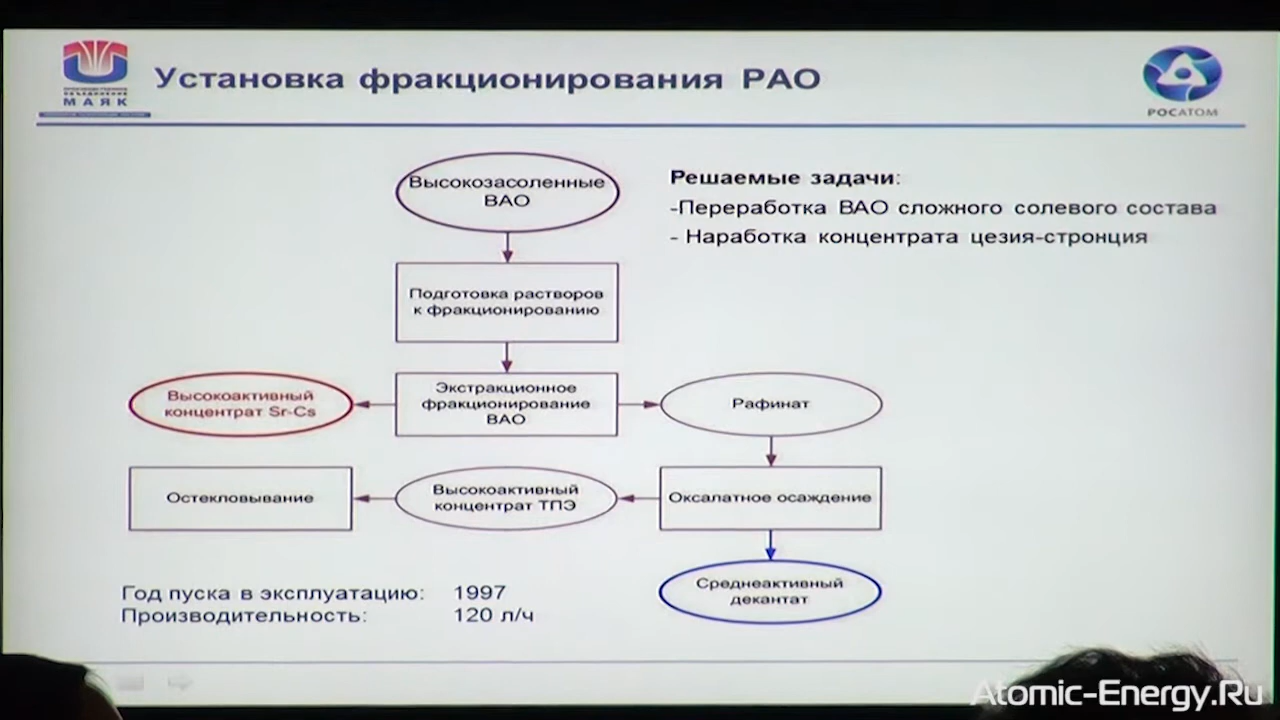 Установка фракционирования РАО
МАЯК
РОСАТОМ
Высокозасоленные
ВАО
Решаемые задачи:
-Переработка ВАО сложного солевого состава
- Наработка концентрата цезия-стронция
Подготовка растворов
к фракционированию
Высокоактивный
концентрат Sr-Cs
Экстракционное
фракционирование
ВАО
Рафинат
Остекловывание
Высокоактивный
концентрат ТПЭ
Оксалатное осаждение
Среднеактивный
декантат
Год пуска в эксплуатацию: 1997
Производительность: 120 л/ч
Atomic-Energy.Ru